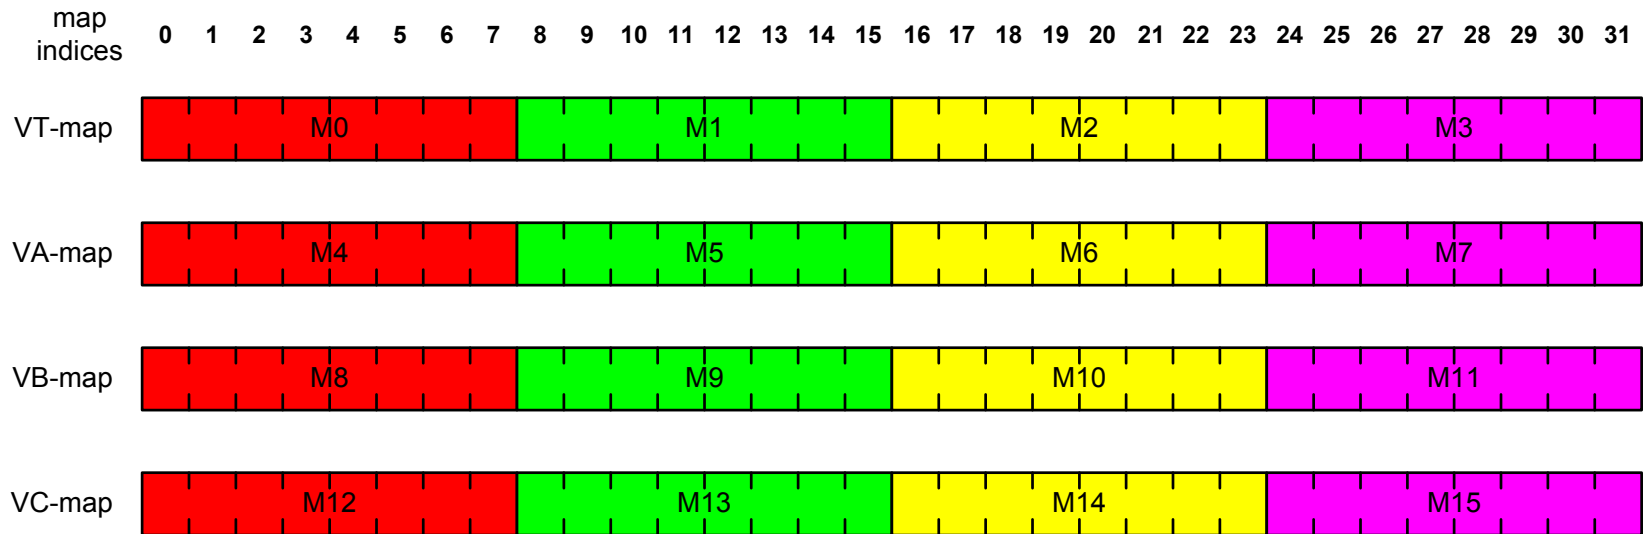 map
indices
0 1 2 3 4 5 6 7 8 9 10 11 12 13 14 15 16 17 18 19 20 21 22 23 24 25 26 27 28 29 30 31
VT-map M0 M1 M2 M3
VA-map M4 M5 M6 M7
VB-map M8 M9 M10 M11
VC-map M12 M13 M14 M15